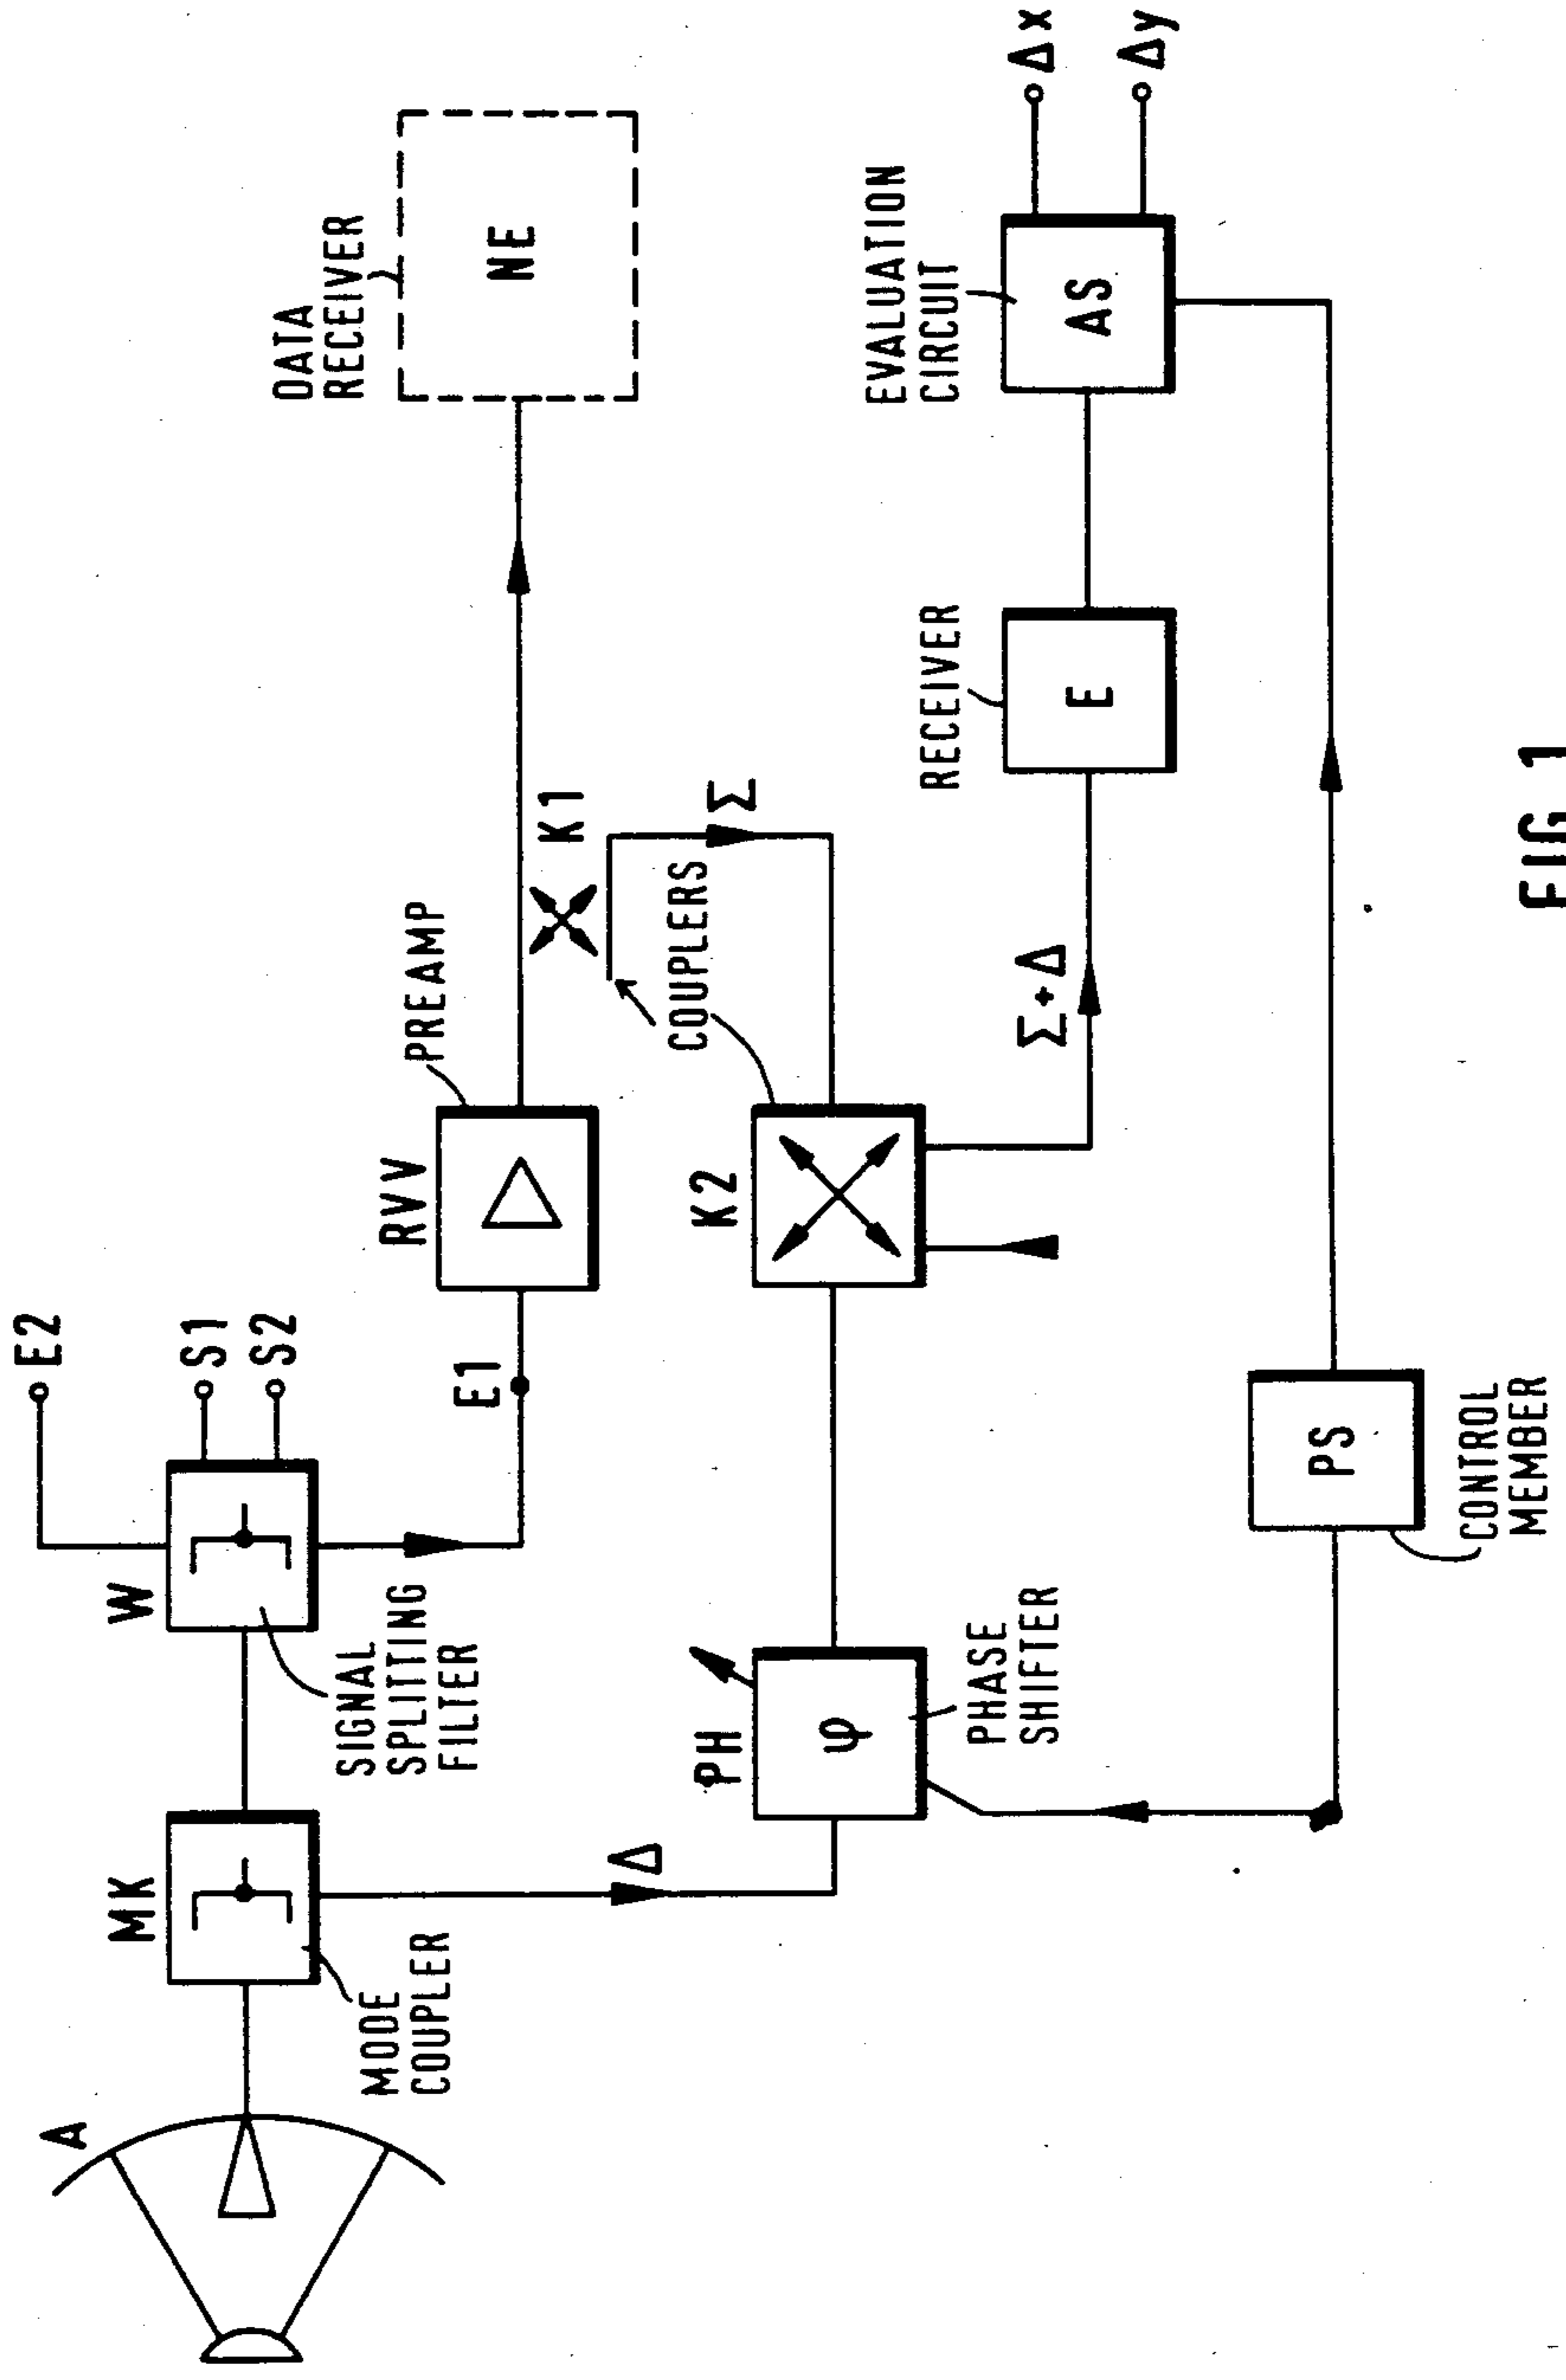 A
MK
MODE
COUPLER
W
SIGNAL
SPLITTING
FILTER
E2
S1
S2
E1
RVV
PREAMP
K1
DATA
RECEIVER
NE
Δ
PH
φ
PHASE
SHIFTER
K2
COUPLERS
Σ
Σ+Δ
RECEIVER
E
EVALUATION
CIRCUIT
AS
Δx
Δy
PS
CONTROL
MEMBER
FIG 1